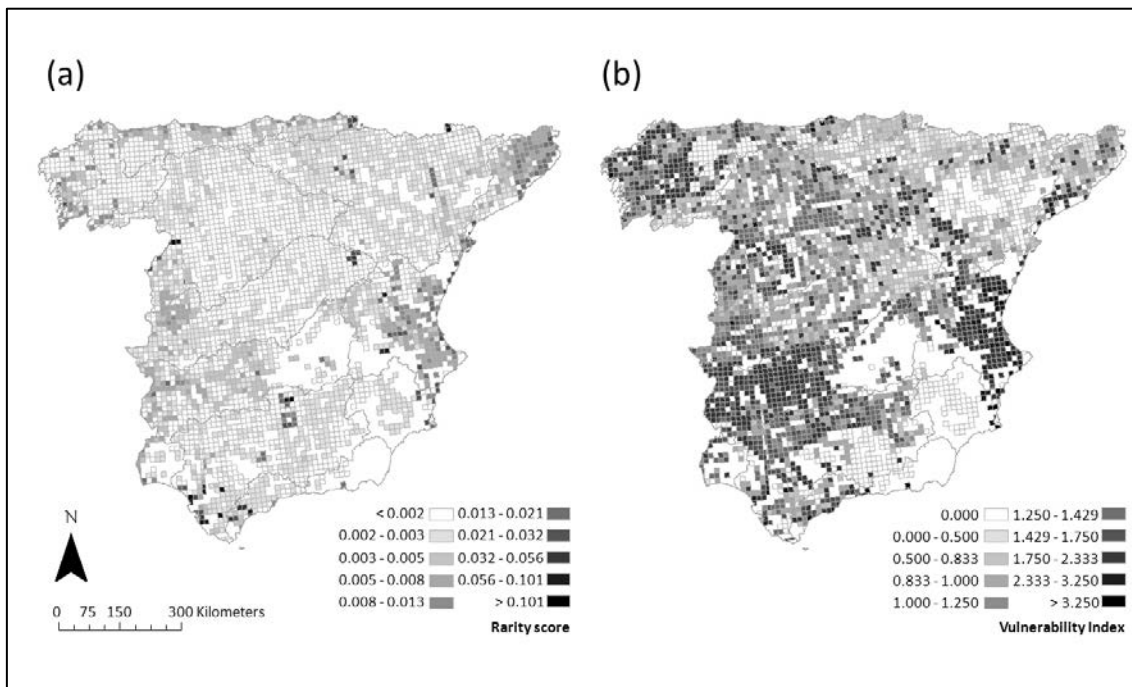 (a)
(b)
N
0 75 150 300 Kilometers
< 0.002 0.013 - 0.021
0.002 - 0.003 0.021 - 0.032
0.003 - 0.005 0.032 - 0.056
0.005 - 0.008 0.056 - 0.101
0.008 - 0.013 > 0.101
Rarity score
0.000 1.250 - 1.429
0.000 - 0.500 1.429 - 1.750
0.500 - 0.833 1.750 - 2.333
0.833 - 1.000 2.333 - 3.250
1.000 - 1.250 > 3.250
Vulnerability Index